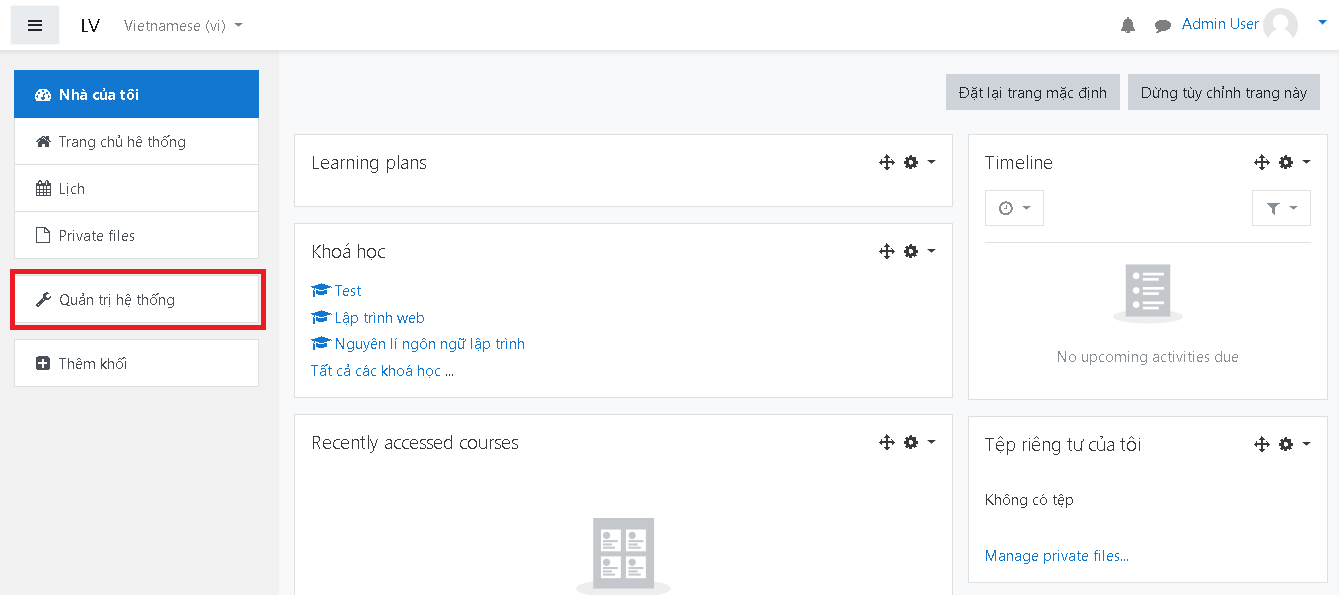 LV
Vietnamese (vi)
Admin User
Nhà của tôi
Trang chủ hệ thống
Lịch
Private files
Quản trị hệ thống
Thêm khối
Đặt lại trang mặc định
Dừng tùy chỉnh trang này
Learning plans
Khoá học
Test
Lập trình web
Nguyên lí ngôn ngữ lập trình
Tất cả các khoá học ...
Recently accessed courses
Timeline
No upcoming activities due
Tệp riêng tư của tôi
Không có tệp
Manage private files...